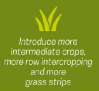 Introduce more
intermediate crops,
more row intercropping
and more
grass strips